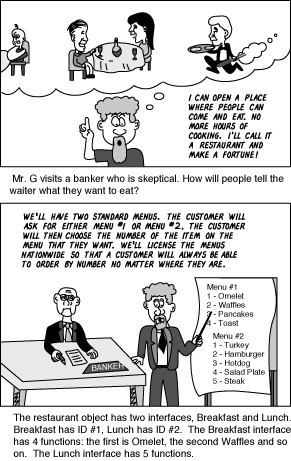 I CAN OPEN A PLACE
WHERE PEOPLE CAN
COME AND EAT. NO
MORE HOURS OF
COOKING. I'LL CALL IT
A RESTAURANT AND
MAKE A FORTUNE!
Mr. G visits a banker who is skeptical. How will people tell the
waiter what they want to eat?
WE'LL HAVE TWO STANDARD MENUS. THE CUSTOMER WILL
ASK FOR EITHER MENU #1 OR MENU #2. THE CUSTOMER
WILL THEN CHOOSE THE NUMBER OF THE ITEM ON THE
MENU THAT THEY WANT. WE'LL LICENSE THE MENUS
NATIONWIDE SO THAT A CUSTOMER WILL ALWAYS BE ABLE
TO ORDER BY NUMBER NO MATTER WHERE THEY ARE.
Menu #1
1 - Omelet
2 - Waffles
3 - Pancakes
4 - Toast
Menu #2
1 - Turkey
2 - Hamburger
3 - Hotdog
4 - Salad Plate
5 - Steak
BANKER
The restaurant object has two interfaces, Breakfast and Lunch.
Breakfast has ID #1, Lunch has ID #2. The Breakfast interface
has 4 functions: the first is Omelet, the second Waffles and so
on. The Lunch interface has 5 functions.